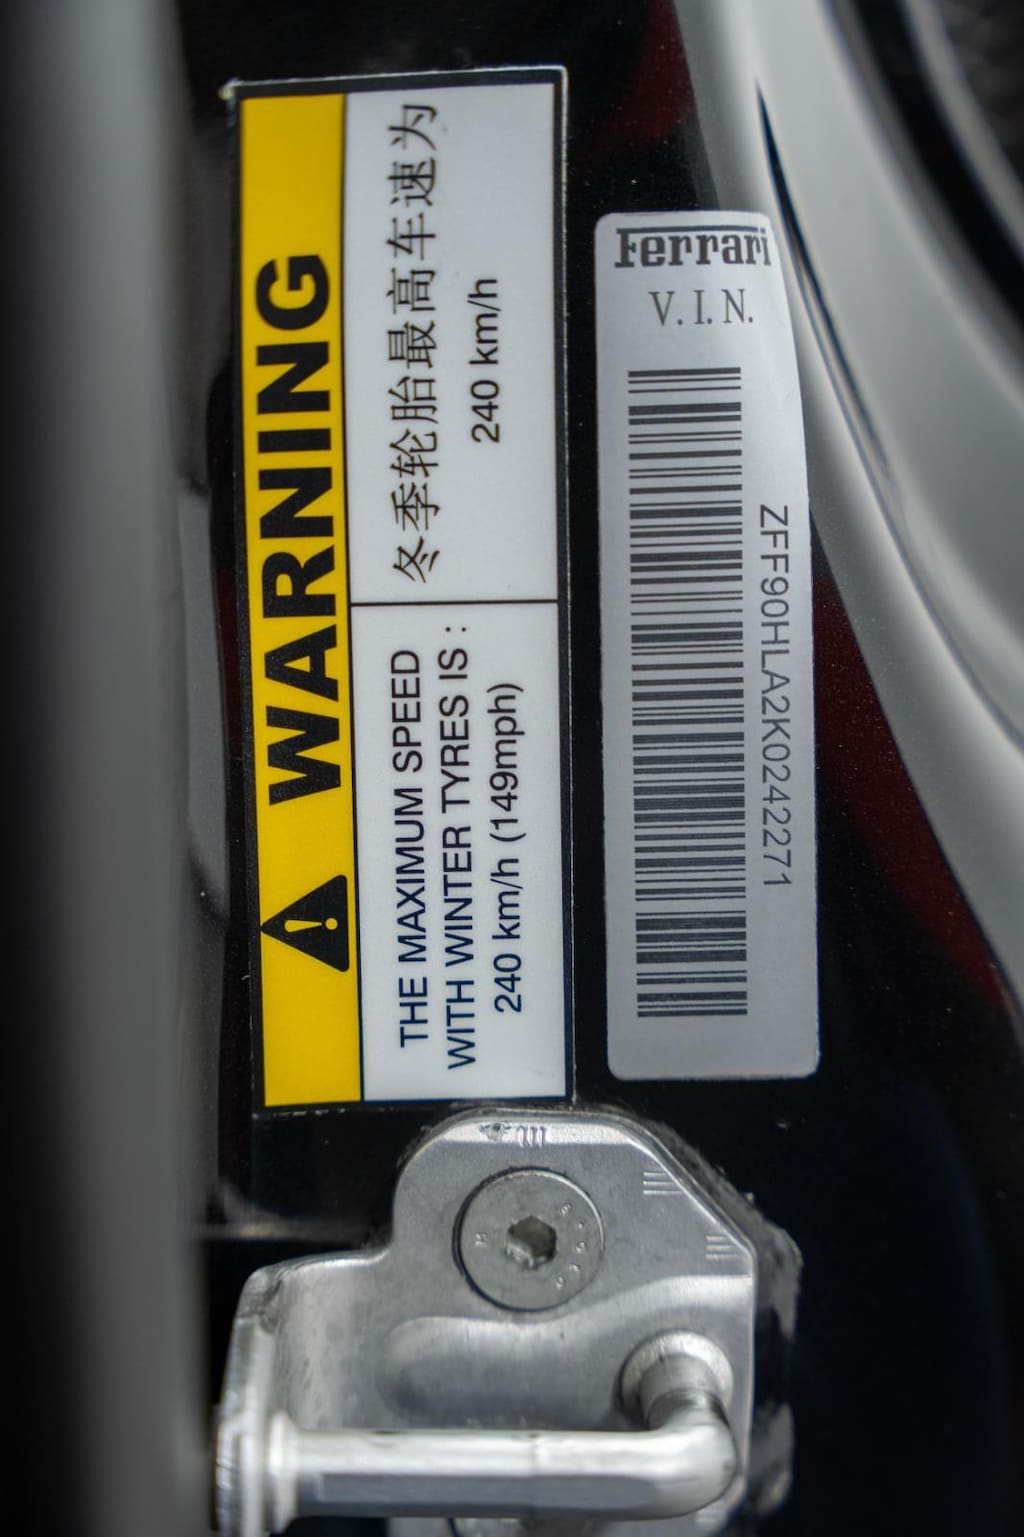 WARNING
THE MAXIMUM SPEED
WITH WINTER TYRES IS :
240 km/h (149mph)
冬季轮胎最高车速为
240 km/h
Ferrari
V.I.N.
ZFF90HLA2K0242271